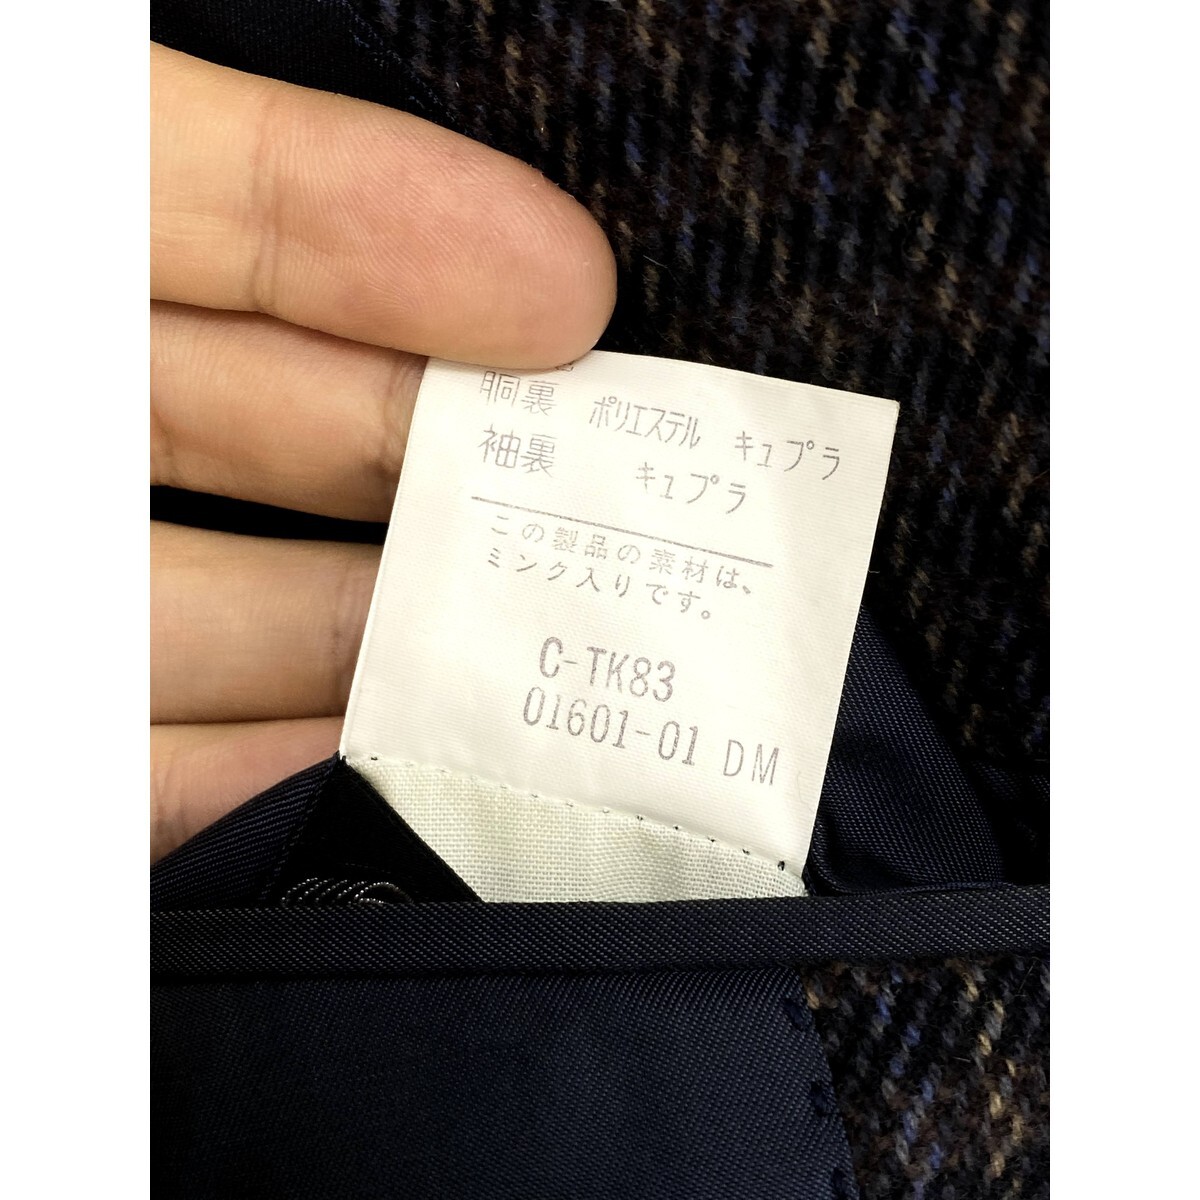 胴裏 ポリエステル キュプラ
袖裏 キュプラ
この製品の素材は、
ミンク入りです。
C-TK83
01601-01 DM